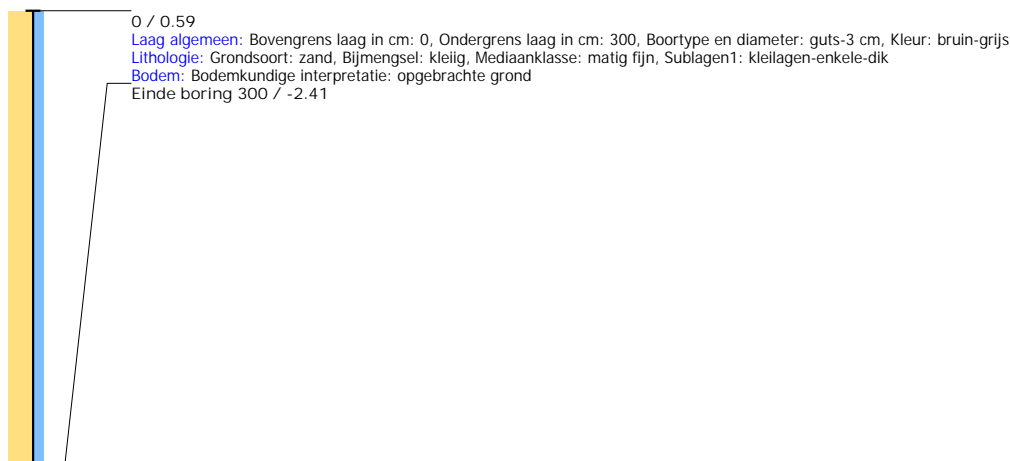 0 / 0.59
Laag algemeen: Bovengrens laag in cm: 0, Ondergrens laag in cm: 300, Boortype en diameter: guts-3 cm, Kleur: bruin-grijs
Lithologie: Grondsoort: zand, Bijmengsel: kleiig, Mediaanklasse: matig fijn, Sublagen1: kleilagen-enkele-dik
Bodem: Bodemkundige interpretatie: opgebrachte grond
Einde boring 300 / -2.41